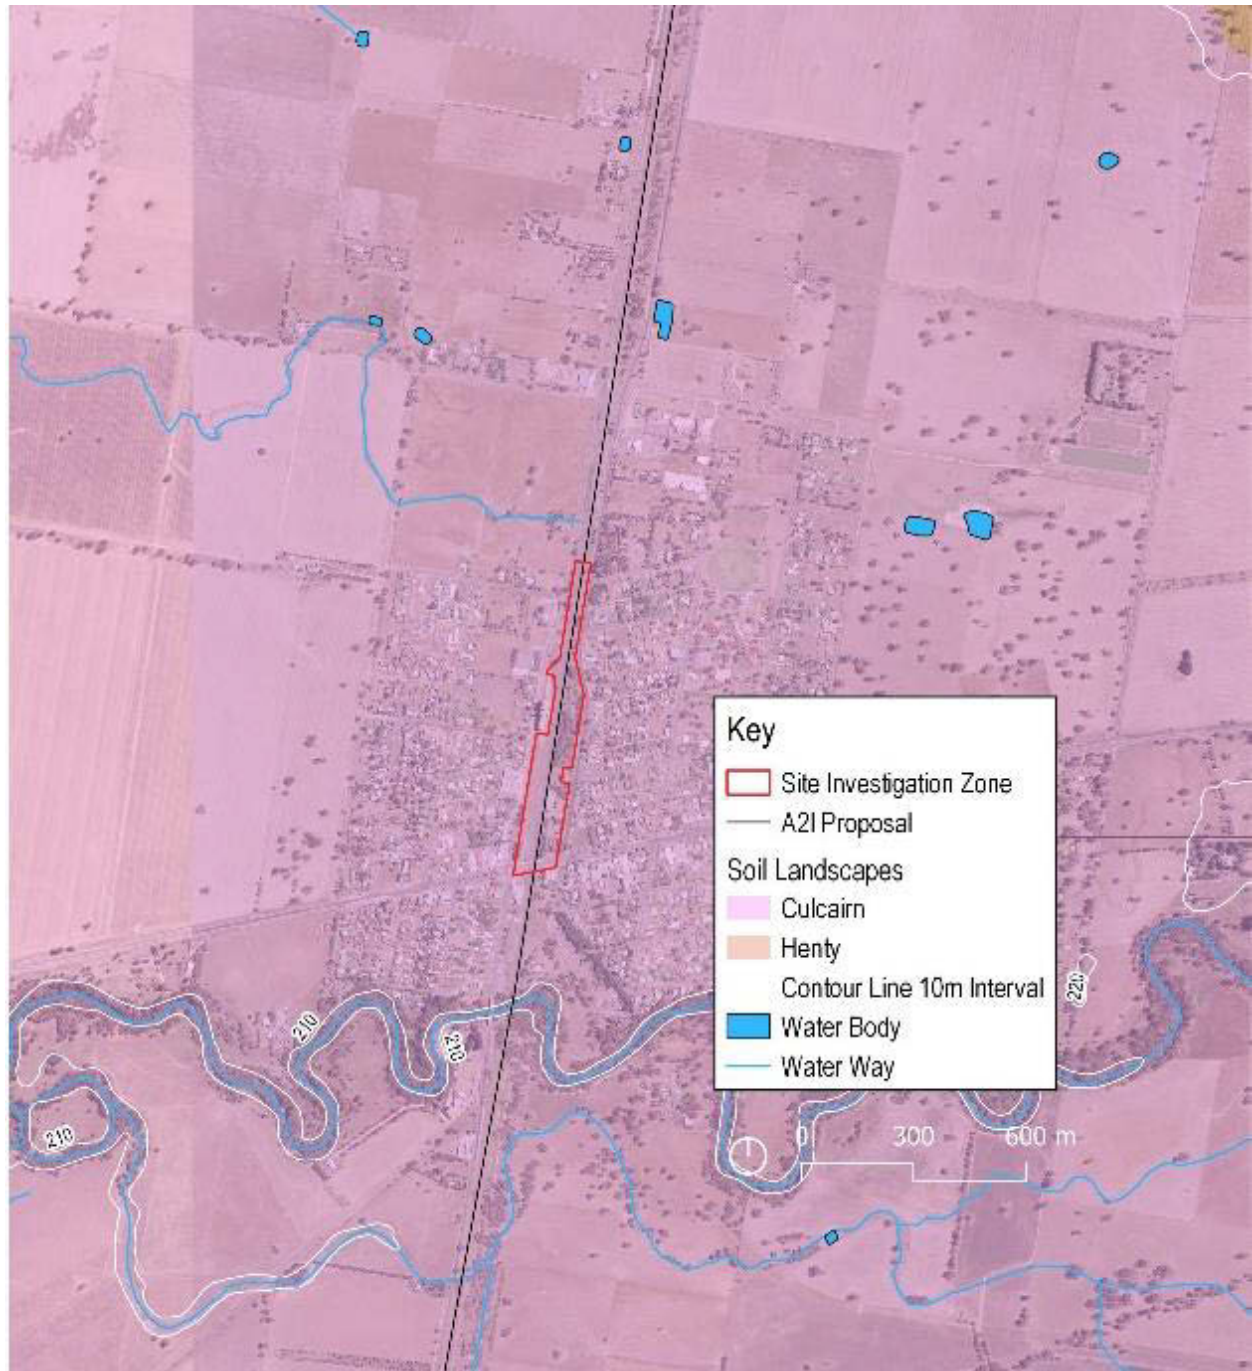 Key
Site Investigation Zone
A2I Proposal
Soil Landscapes
Culcairn
Henty
Contour Line 10m Interval
Water Body
Water Way
220
210
210
210
0 300 600 m